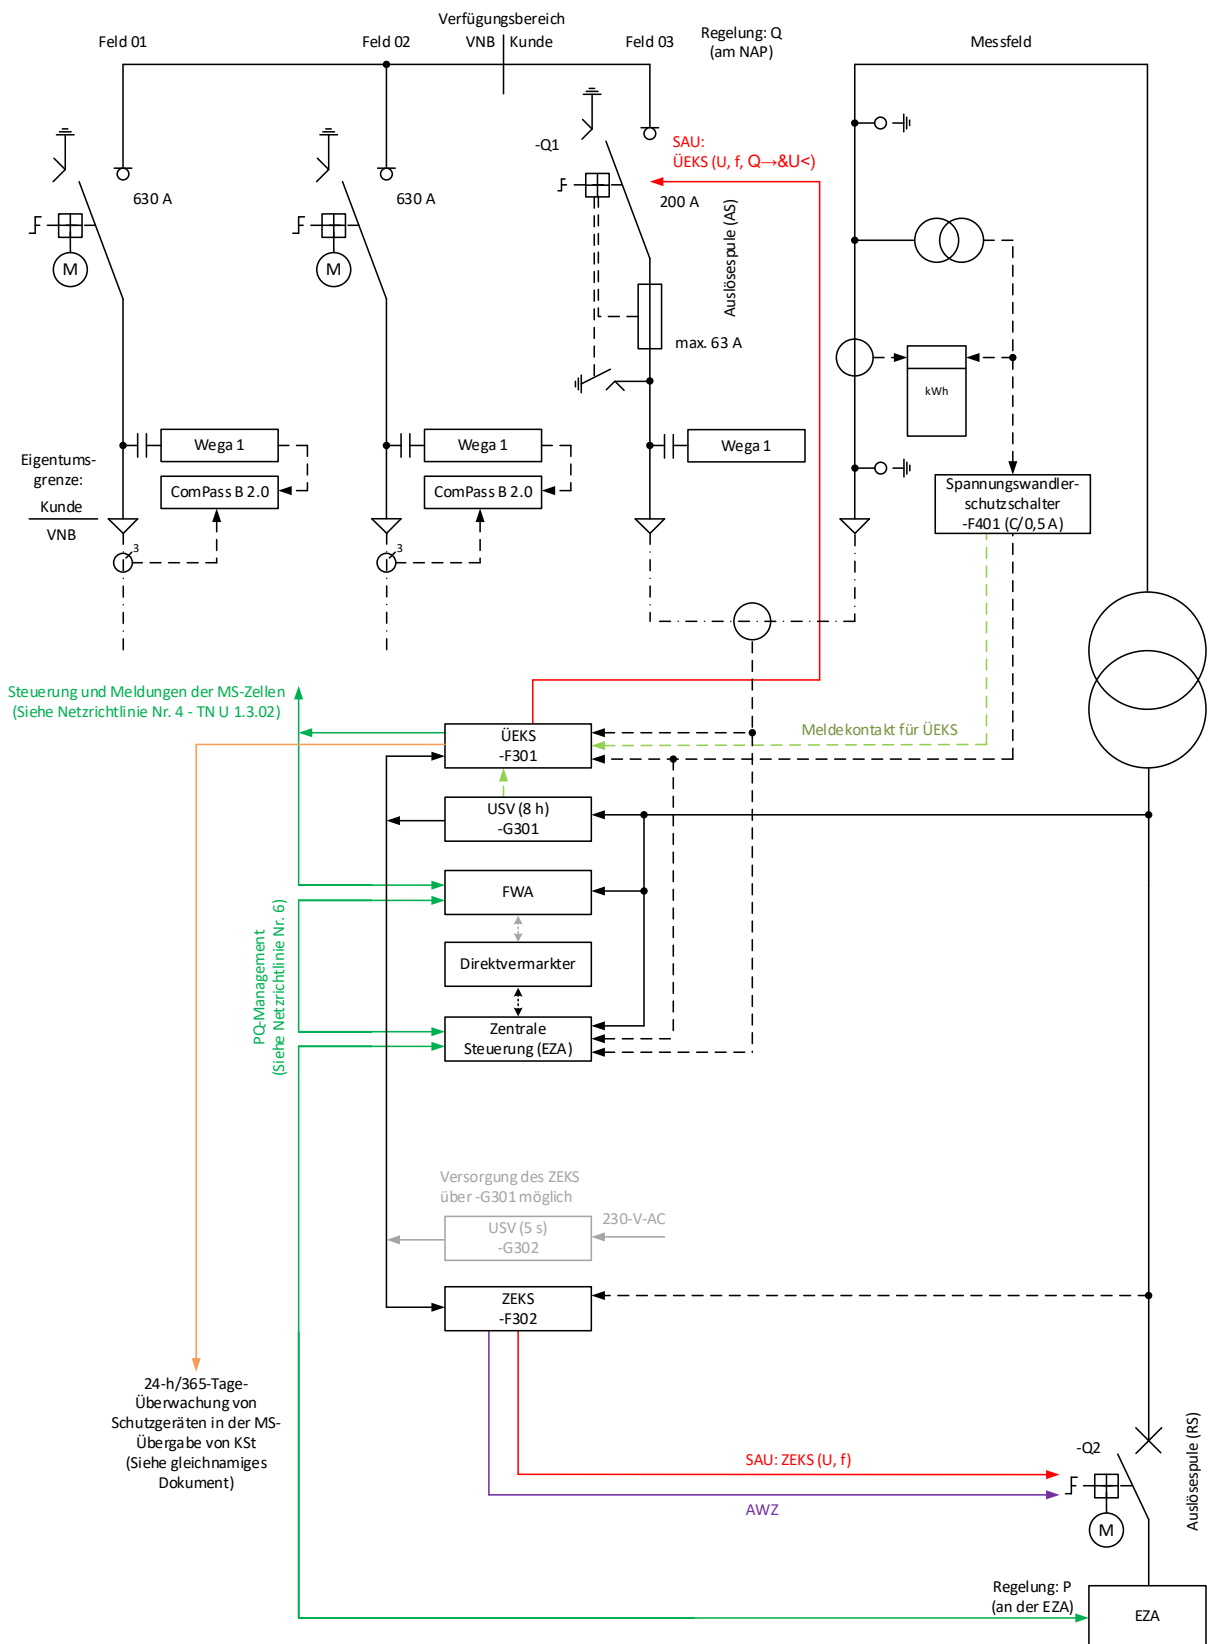 Verfügungsbereich
Feld 01
Feld 02
VNB
Kunde
Feld 03
Regelung: Q
(am NAP)
Messfeld
-Q1
SAU:
ÜEKS (U, f, Q→&U<)
630 A
630 A
200 A
Auslösespule (AS)
M
M
max. 63 A
kWh
Wega 1
Wega 1
Wega 1
Eigentums-
grenze:
Kunde
VNB
ComPass B 2.0
ComPass B 2.0
Spannungswandler-
schutzschalter
-F401 (C/0,5 A)
3
3
Steuerung und Meldungen der MS-Zellen
(Siehe Netzrichtlinie Nr. 4 - TN U 1.3.02)
ÜEKS
-F301
Meldekontakt für ÜEKS
USV (8 h)
-G301
FWA
PQ-Management
(Siehe Netzrichtlinie Nr. 6)
Direktvermarkter
Zentrale
Steuerung (EZA)
Versorgung des ZEKS
über -G301 möglich
USV (5 s)
-G302
230-V-AC
ZEKS
-F302
24-h/365-Tage-
Überwachung von
Schutzgeräten in der MS-
Übergabe von KSt
(Siehe gleichnamiges
Dokument)
SAU: ZEKS (U, f)
AWZ
-Q2
M
Auslösespule (RS)
Regelung: P
(an der EZA)
EZA